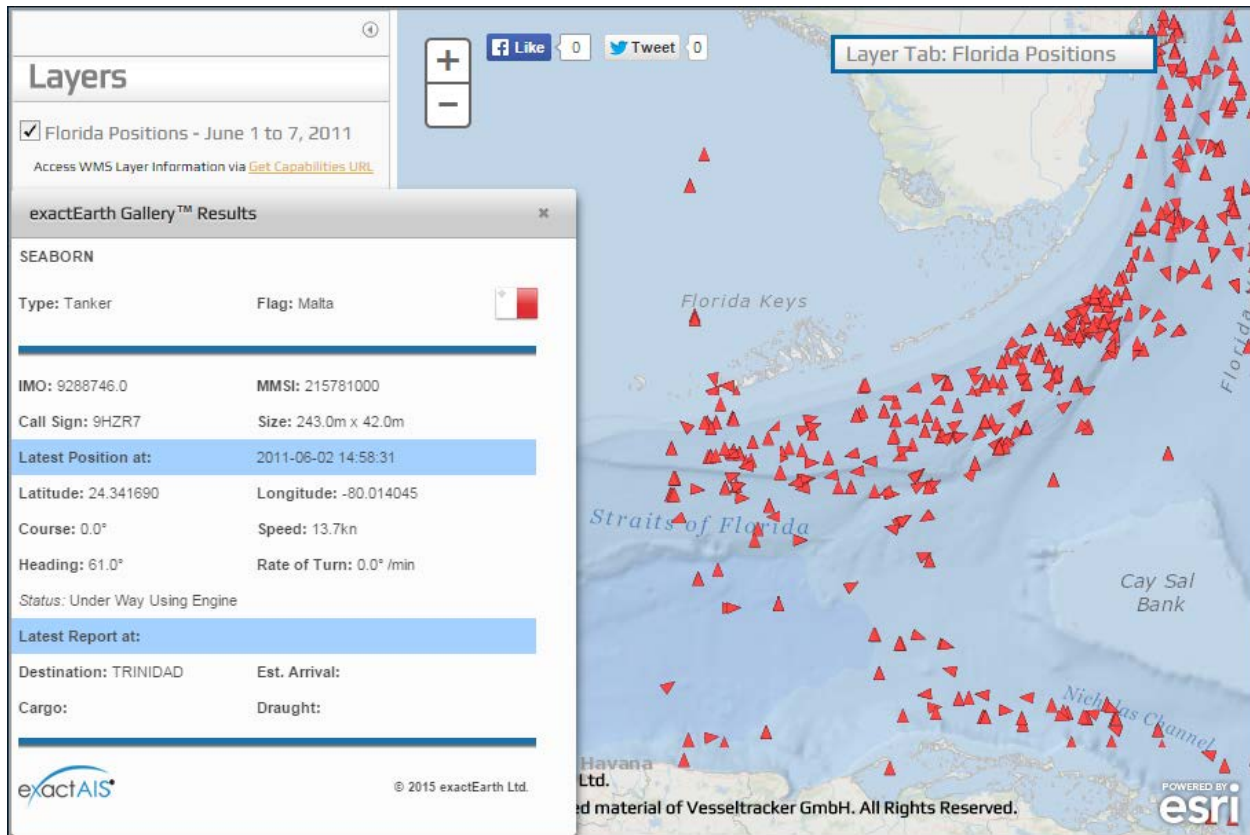 Layers
Florida Positions - June 1 to 7, 2011
Access WMS Layer Information via Get Capabilities URL
exactEarth Gallery™ Results
×
SEABORN
Type: Tanker Flag: Malta
IMO: 9288746.0 MMSI: 215781000
Call Sign: 9HZR7 Size: 243.0m x 42.0m
Latest Position at: 2011-06-02 14:58:31
Latitude: 24.341690 Longitude: -80.014045
Course: 0.0° Speed: 13.7kn
Heading: 61.0° Rate of Turn: 0.0° /min
Status: Under Way Using Engine
Latest Report at:
Destination: TRINIDAD Est. Arrival:
Cargo: Draught:
exactAIS
© 2015 exactEarth Ltd.
+
−
Like 0
Tweet 0
Layer Tab: Florida Positions
Florida Keys
Florida
Straits of Florida
Cay Sal
Bank
Nicholas Channel
Havana
Ltd.
ed material of Vesseltracker GmbH. All Rights Reserved.
POWERED BY
esri